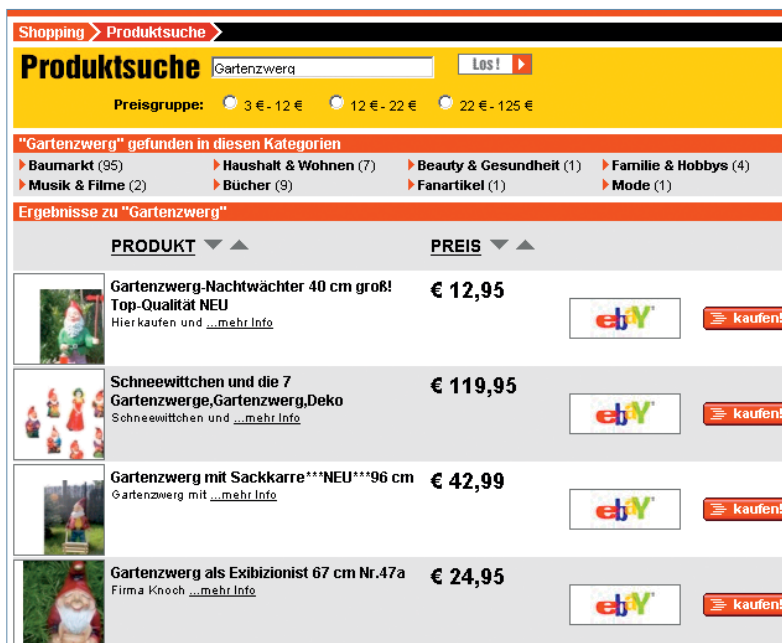 Shopping Produktsuche
Produktsuche Gartenzwerg Los!
Preisgruppe: 3 € - 12 € 12 € - 22 € 22 € - 125 €
"Gartenzwerg" gefunden in diesen Kategorien
Baumarkt (95) Haushalt & Wohnen (7) Beauty & Gesundheit (1) Familie & Hobbys (4)
Musik & Filme (2) Bücher (9) Fanartikel (1) Mode (1)
Ergebnisse zu "Gartenzwerg"
PRODUKT PREIS
Gartenzwerg-Nachtwächter 40 cm groß!
Top-Qualität NEU
Hier kaufen und ...mehr Info
€ 12,95
ebaY
kaufen!
Schneewittchen und die 7
Gartenzwerge,Gartenzwerg,Deko
Schneewittchen und ...mehr Info
€ 119,95
ebaY
kaufen!
Gartenzwerg mit Sackkarre***NEU***96 cm
Gartenzwerg mit ...mehr Info
€ 42,99
ebaY
kaufen!
Gartenzwerg als Exibizionist 67 cm Nr.47a
Firma Knoch ...mehr Info
€ 24,95
ebaY
kaufen!